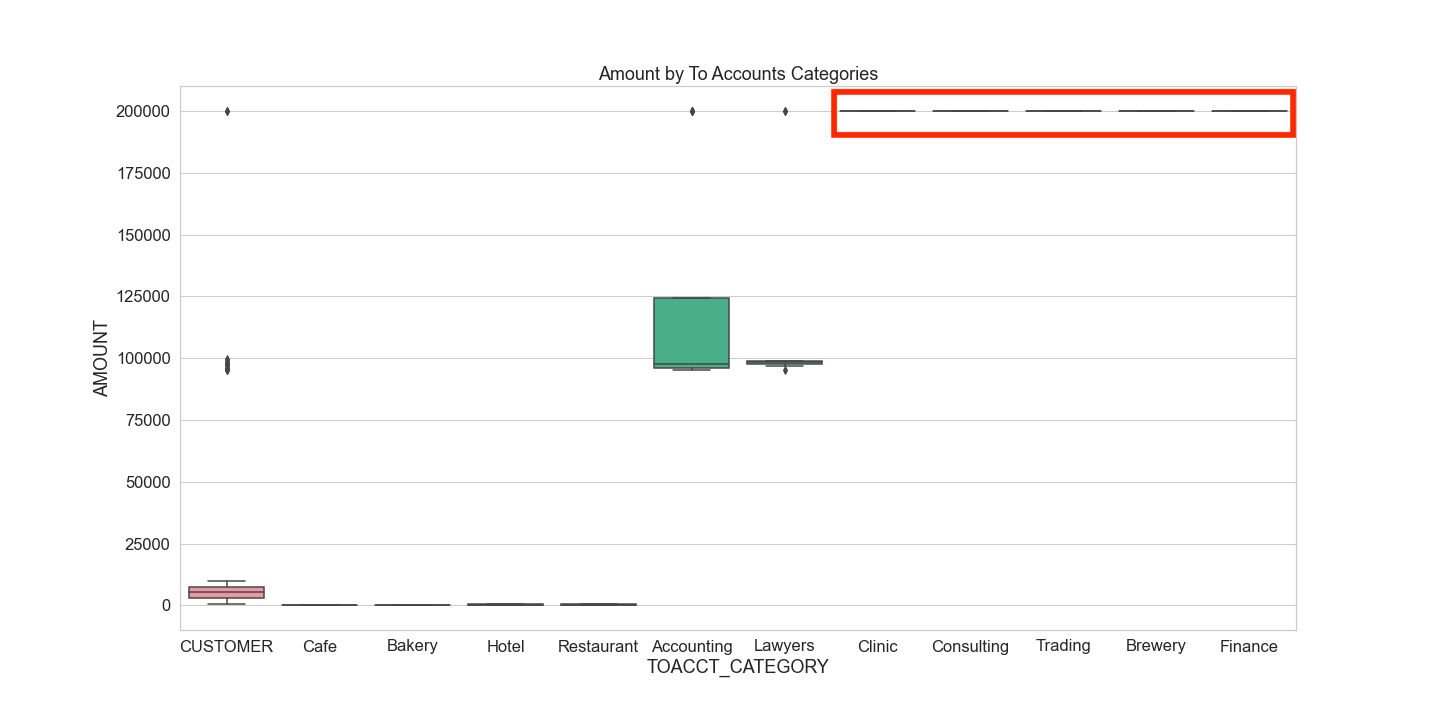 Amount by To Accounts Categories
200000
175000
150000
125000
100000
75000
50000
25000
0
AMOUNT
CUSTOMER Cafe Bakery Hotel Restaurant Accounting Lawyers Clinic Consulting Trading Brewery Finance
TOACCT_CATEGORY